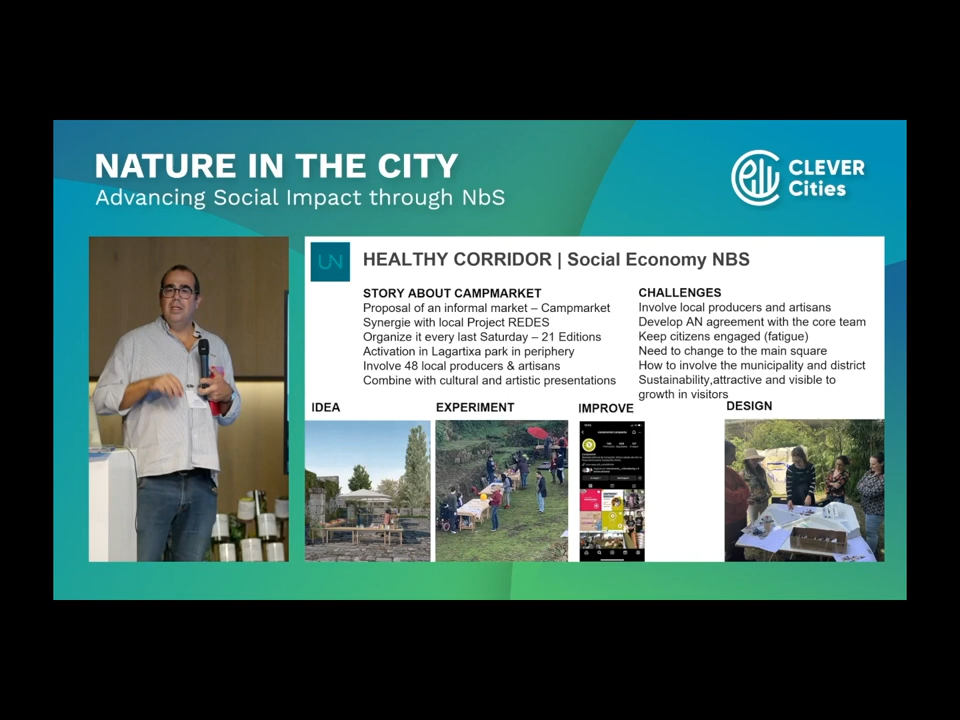 NATURE IN THE CITY
Advancing Social Impact through NbS
CLEVER
Cities
UN
HEALTHY CORRIDOR | Social Economy NBS
STORY ABOUT CAMPMARKET
Proposal of an informal market – Campmarket
Synergie with local Project REDES
Organize it every last Saturday – 21 Editions
Activation in Lagartixa park in periphery
Involve 48 local producers & artisans
Combine with cultural and artistic presentations
CHALLENGES
Involve local producers and artisans
Develop AN agreement with the core team
Keep citizens engaged (fatigue)
Need to change to the main square
How to involve the municipality and district
Sustainability,attractive and visible to
growth in visitors
IDEA
EXPERIMENT
IMPROVE
DESIGN